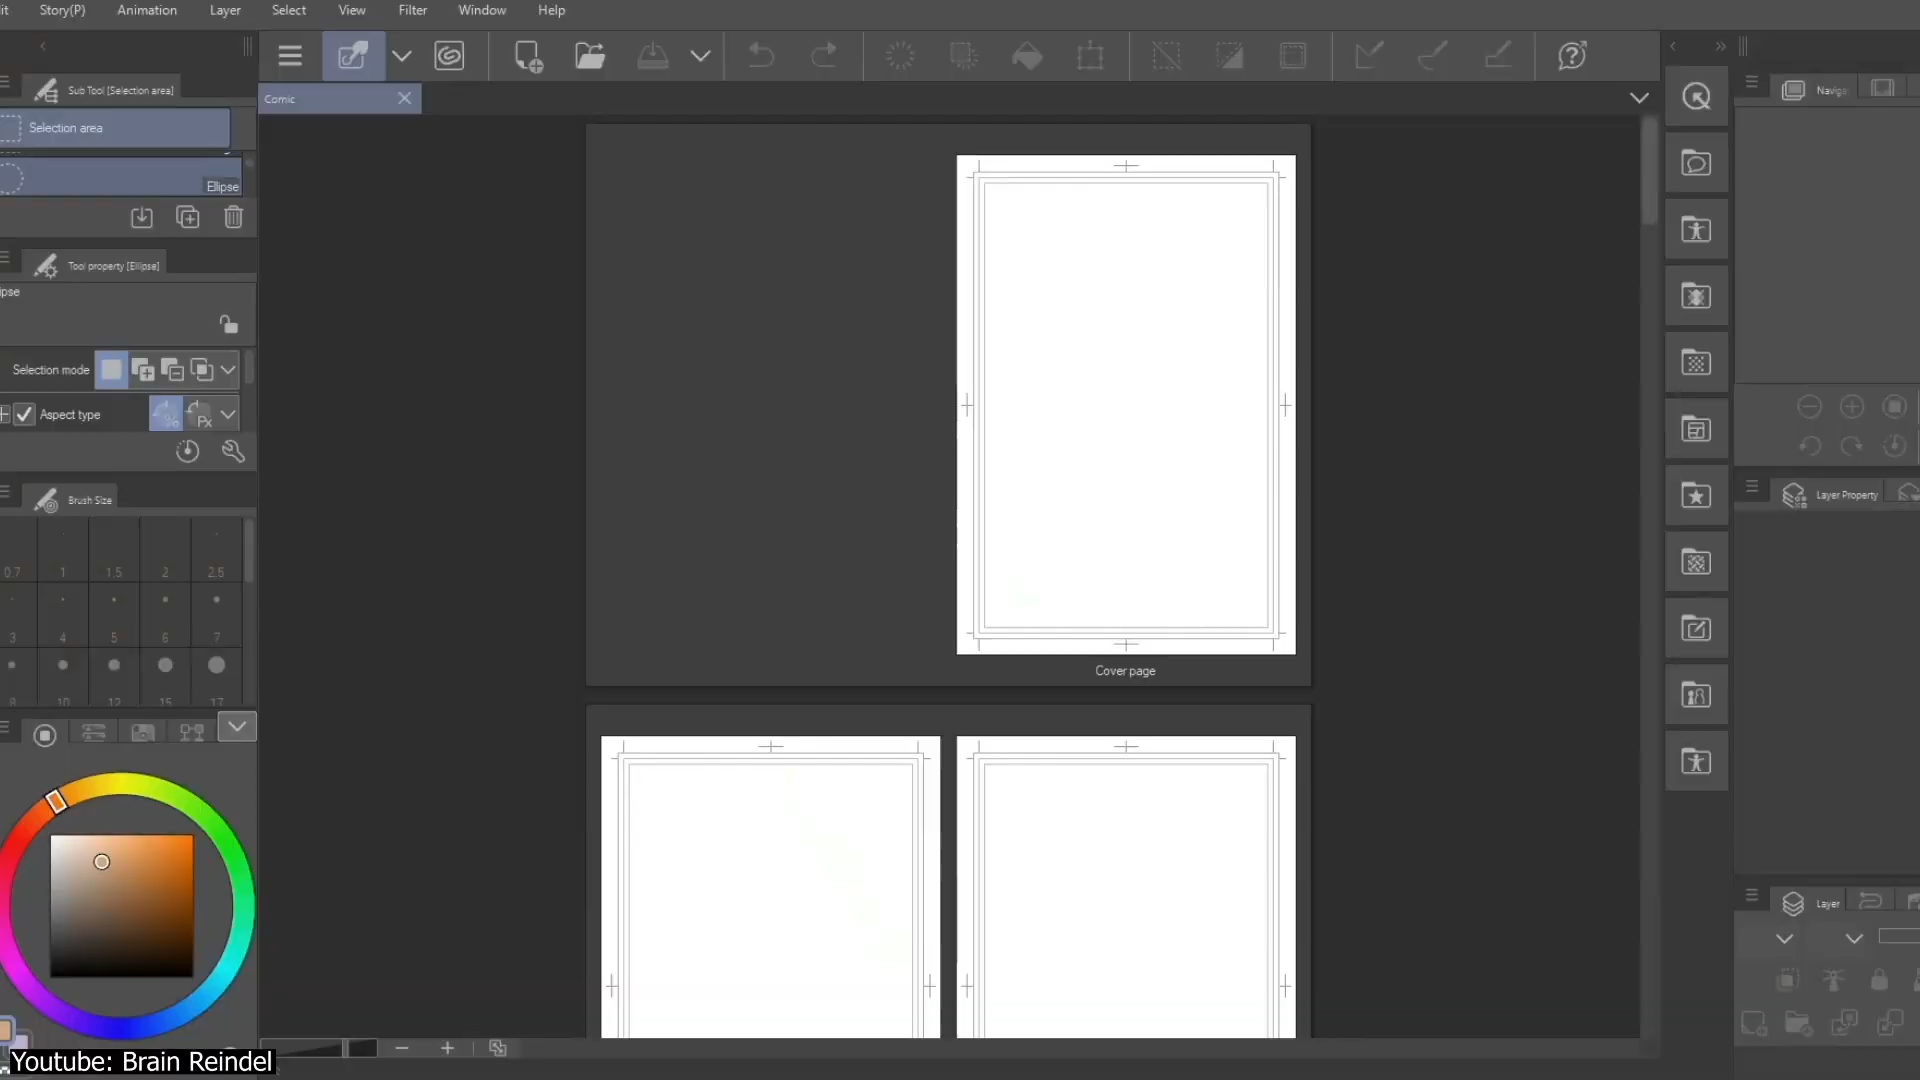 it Story(P) Animation Layer Select View Filter Window Help
Sub Tool [Selection area]
Comic
Naviga
Selection area
Ellipse
Tool property [Ellipse]
ipse
Selection mode
Aspect type
Px
Layer Property
Brush Size
0.7 1 1.5 2 2.5
3 4 5 6 7
8 10 12 15 17
Cover page
Layer
Youtube: Brain Reindel